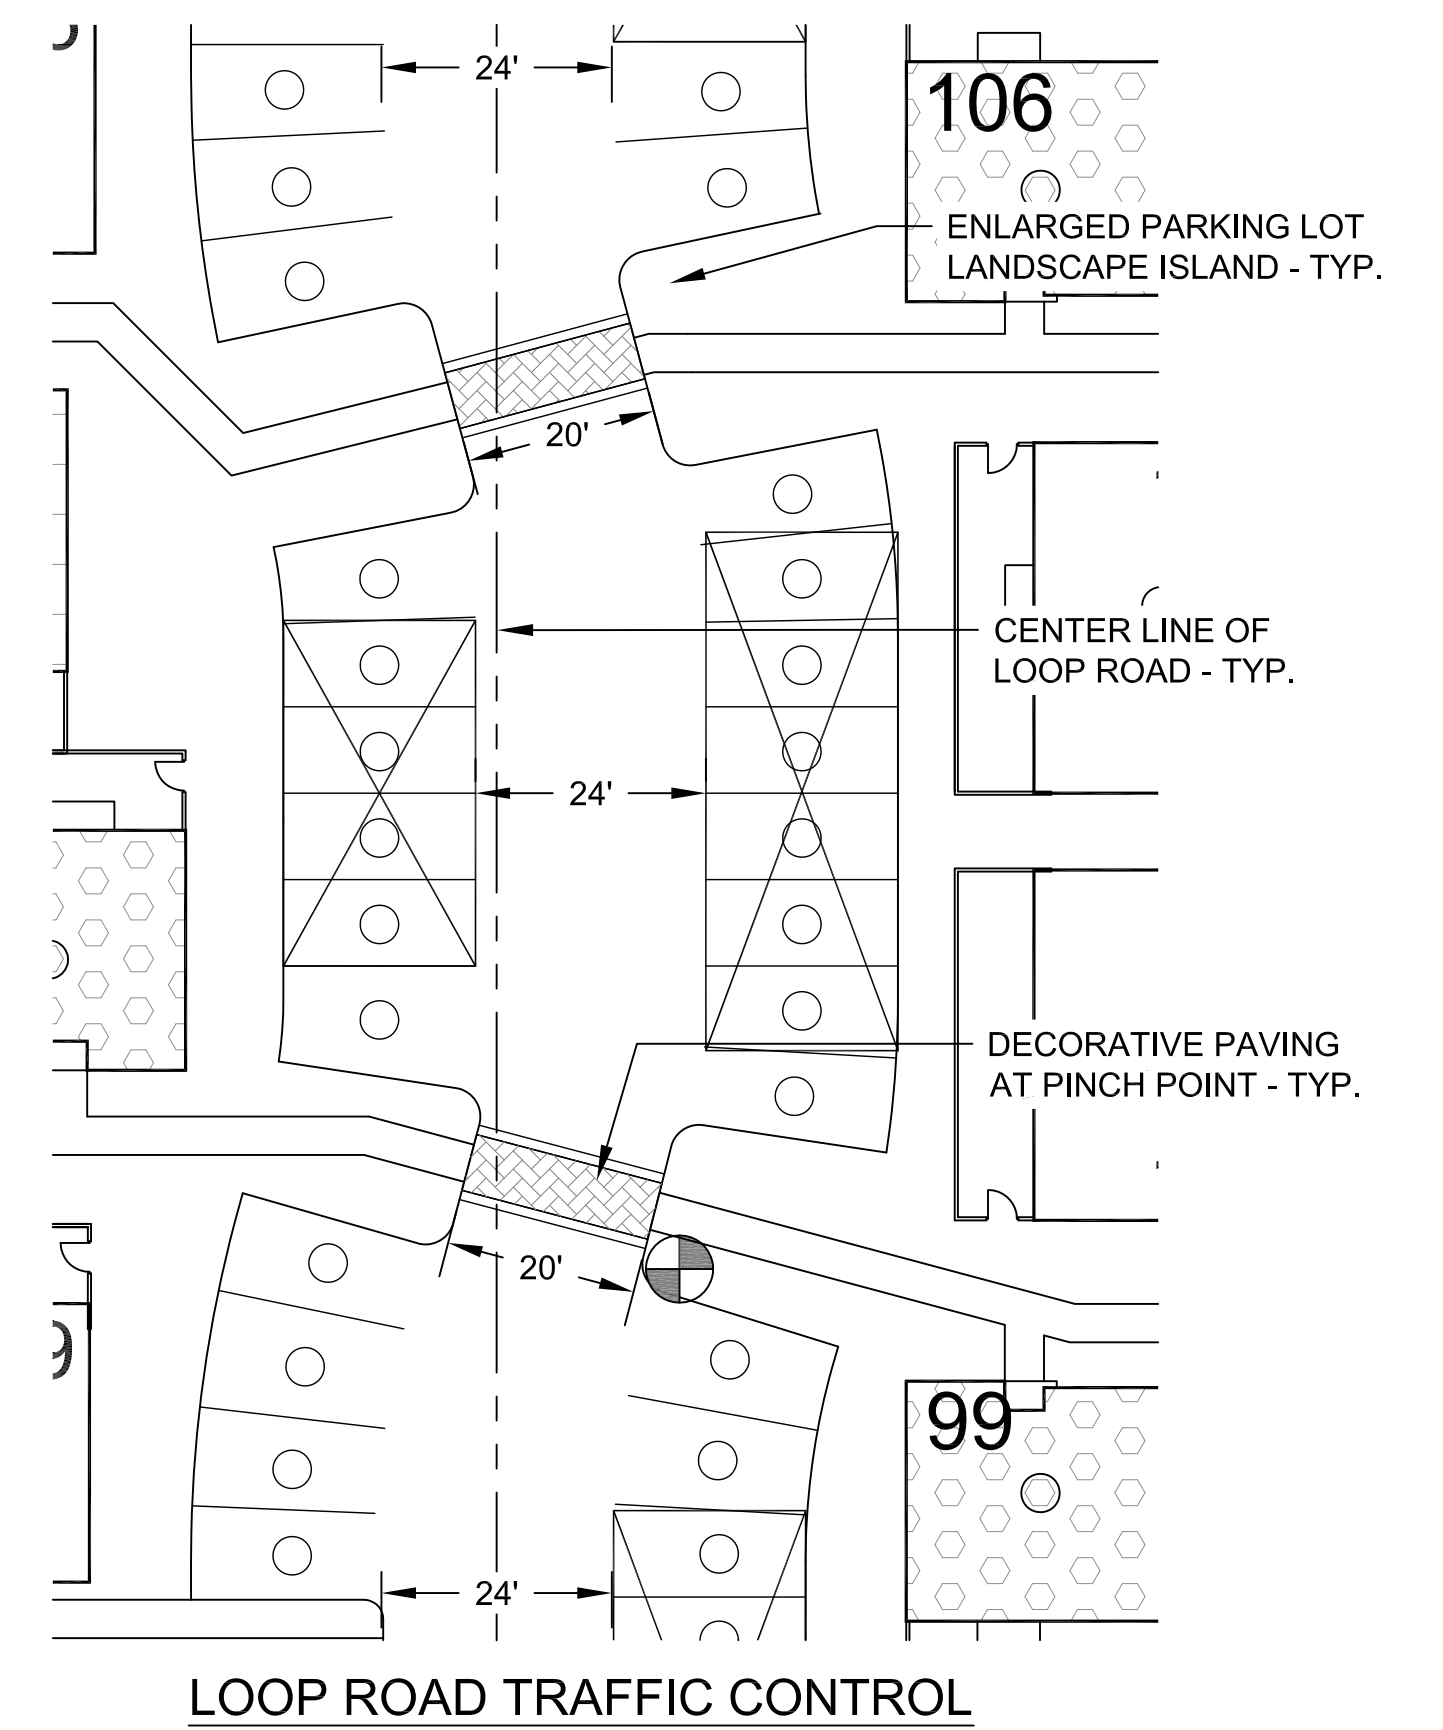 24'
106
ENLARGED PARKING LOT
LANDSCAPE ISLAND - TYP.
20'
CENTER LINE OF
LOOP ROAD - TYP.
24'
DECORATIVE PAVING
AT PINCH POINT - TYP.
20'
99
24'
LOOP ROAD TRAFFIC CONTROL